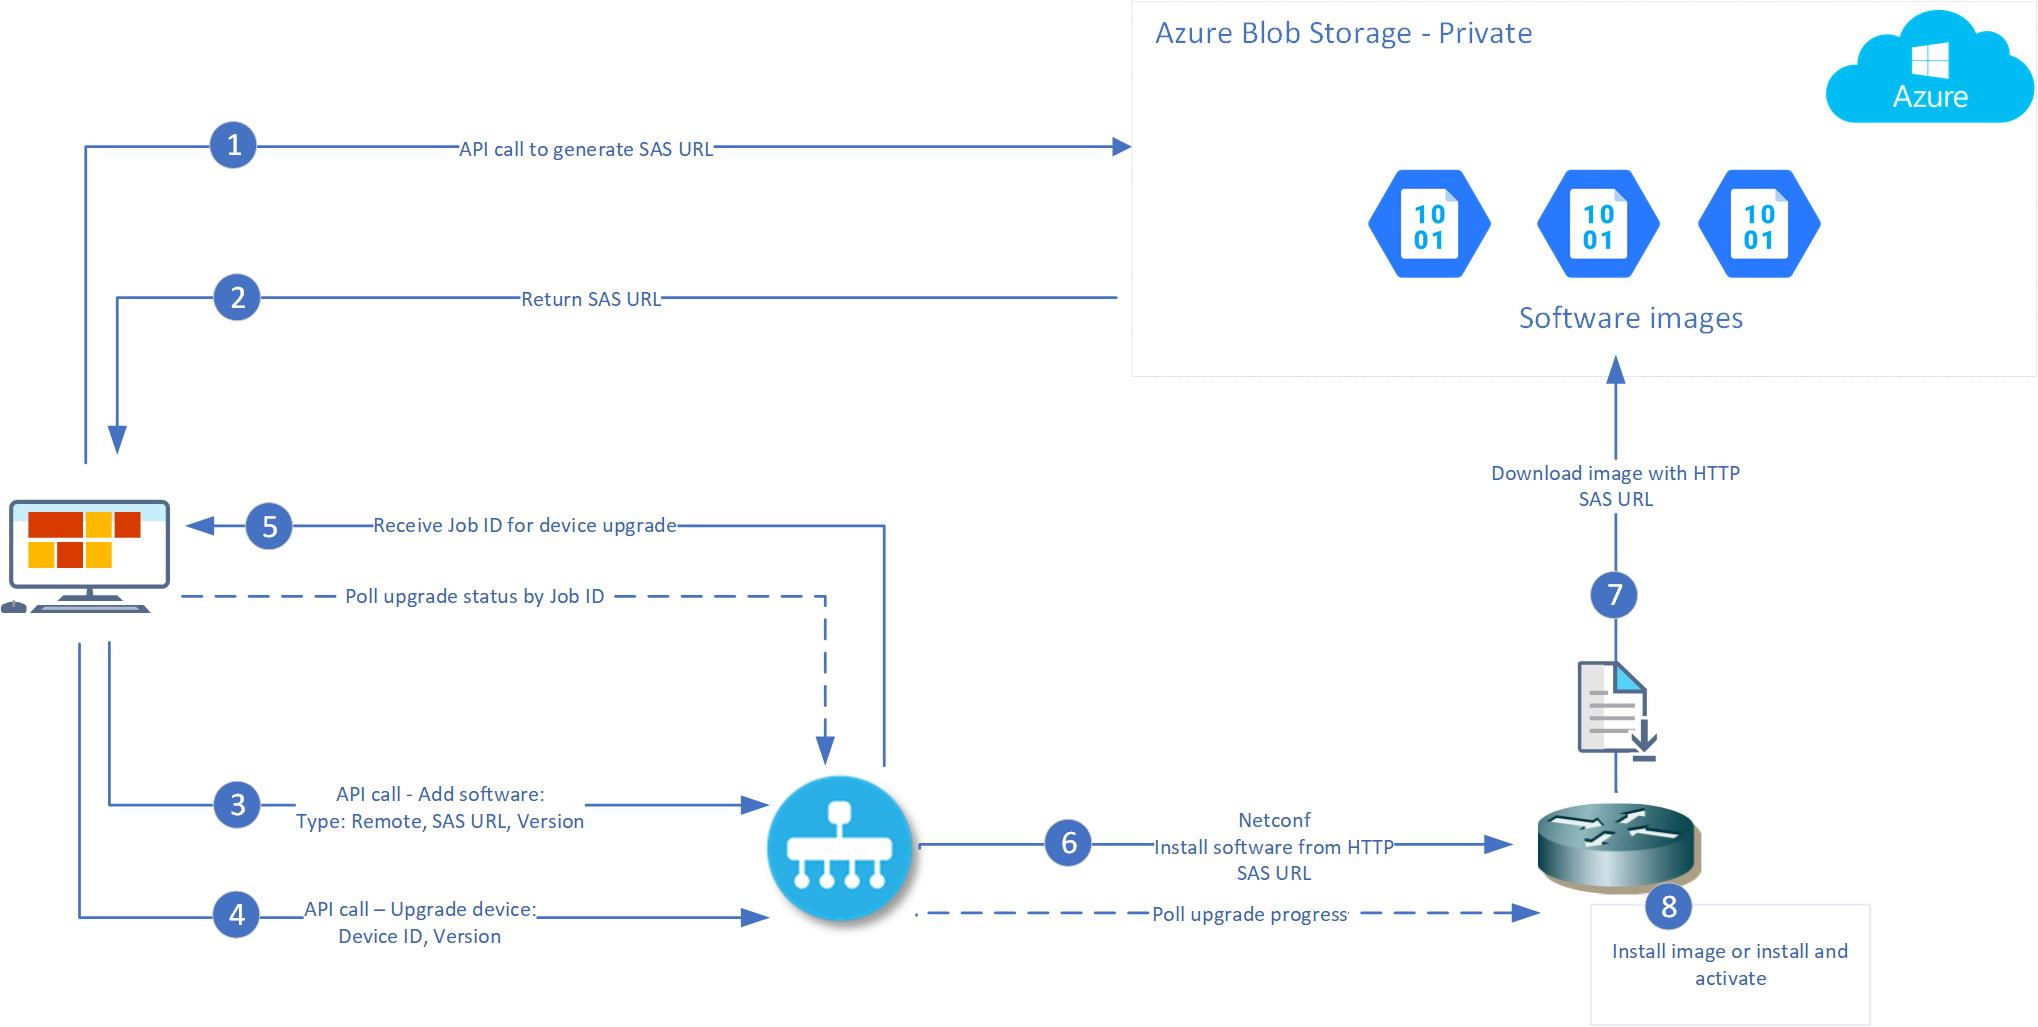 Azure Blob Storage - Private
Azure
1
API call to generate SAS URL
10
01
10
01
10
01
2
Return SAS URL
Software images
Download image with HTTP
SAS URL
5
Receive Job ID for device upgrade
Poll upgrade status by Job ID
7
3
API call - Add software:
Type: Remote, SAS URL, Version
6
Netconf
Install software from HTTP
SAS URL
4
API call – Upgrade device:
Device ID, Version
Poll upgrade progress
8
Install image or install and
activate